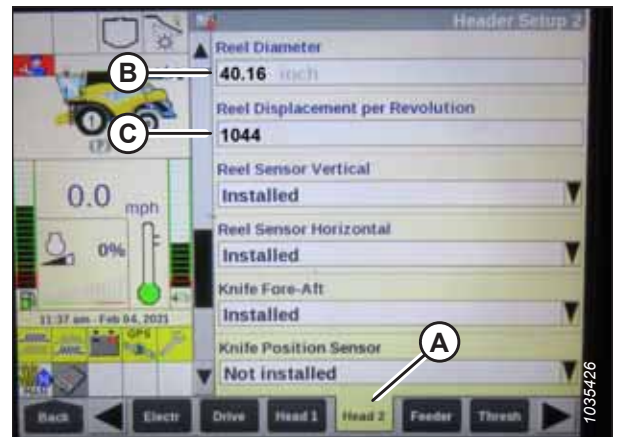 Header Setup 2
Reel Diameter
B
40.16 inch
Reel Displacement per Revolution
C
1044
Reel Sensor Vertical
Installed
0.0 mph
Reel Sensor Horizontal
0%
Installed
Knife Fore-Aft
Installed
11:37 am - Feb 04, 2021
GPS
Knife Position Sensor
A
Not installed
Back
Electr
Drive
Head 1
Head 2
Feeder
Thresh
1035426